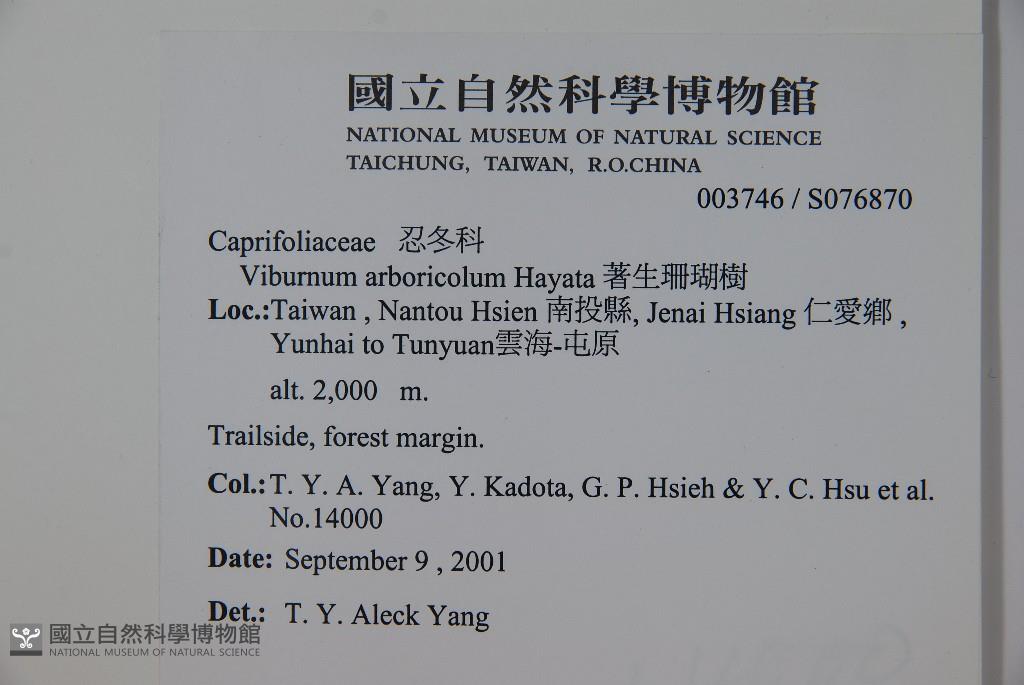 國立自然科學博物館
NATIONAL MUSEUM OF NATURAL SCIENCE
TAICHUNG, TAIWAN, R.O.CHINA
003746 / S076870
Caprifoliaceae 忍冬科
Viburnum arboricolum Hayata 著生珊瑚樹
Loc.:Taiwan , Nantou Hsien 南投縣, Jenai Hsiang 仁愛鄉 ,
Yunhai to Tunyuan雲海-屯原
alt. 2,000 m.
Trailside, forest margin.
Col.:T. Y. A. Yang, Y. Kadota, G. P. Hsieh & Y. C. Hsu et al.
No.14000
Date: September 9 , 2001
Det.: T. Y. Aleck Yang
國立自然科學博物館
NATIONAL MUSEUM OF NATURAL SCIENCE